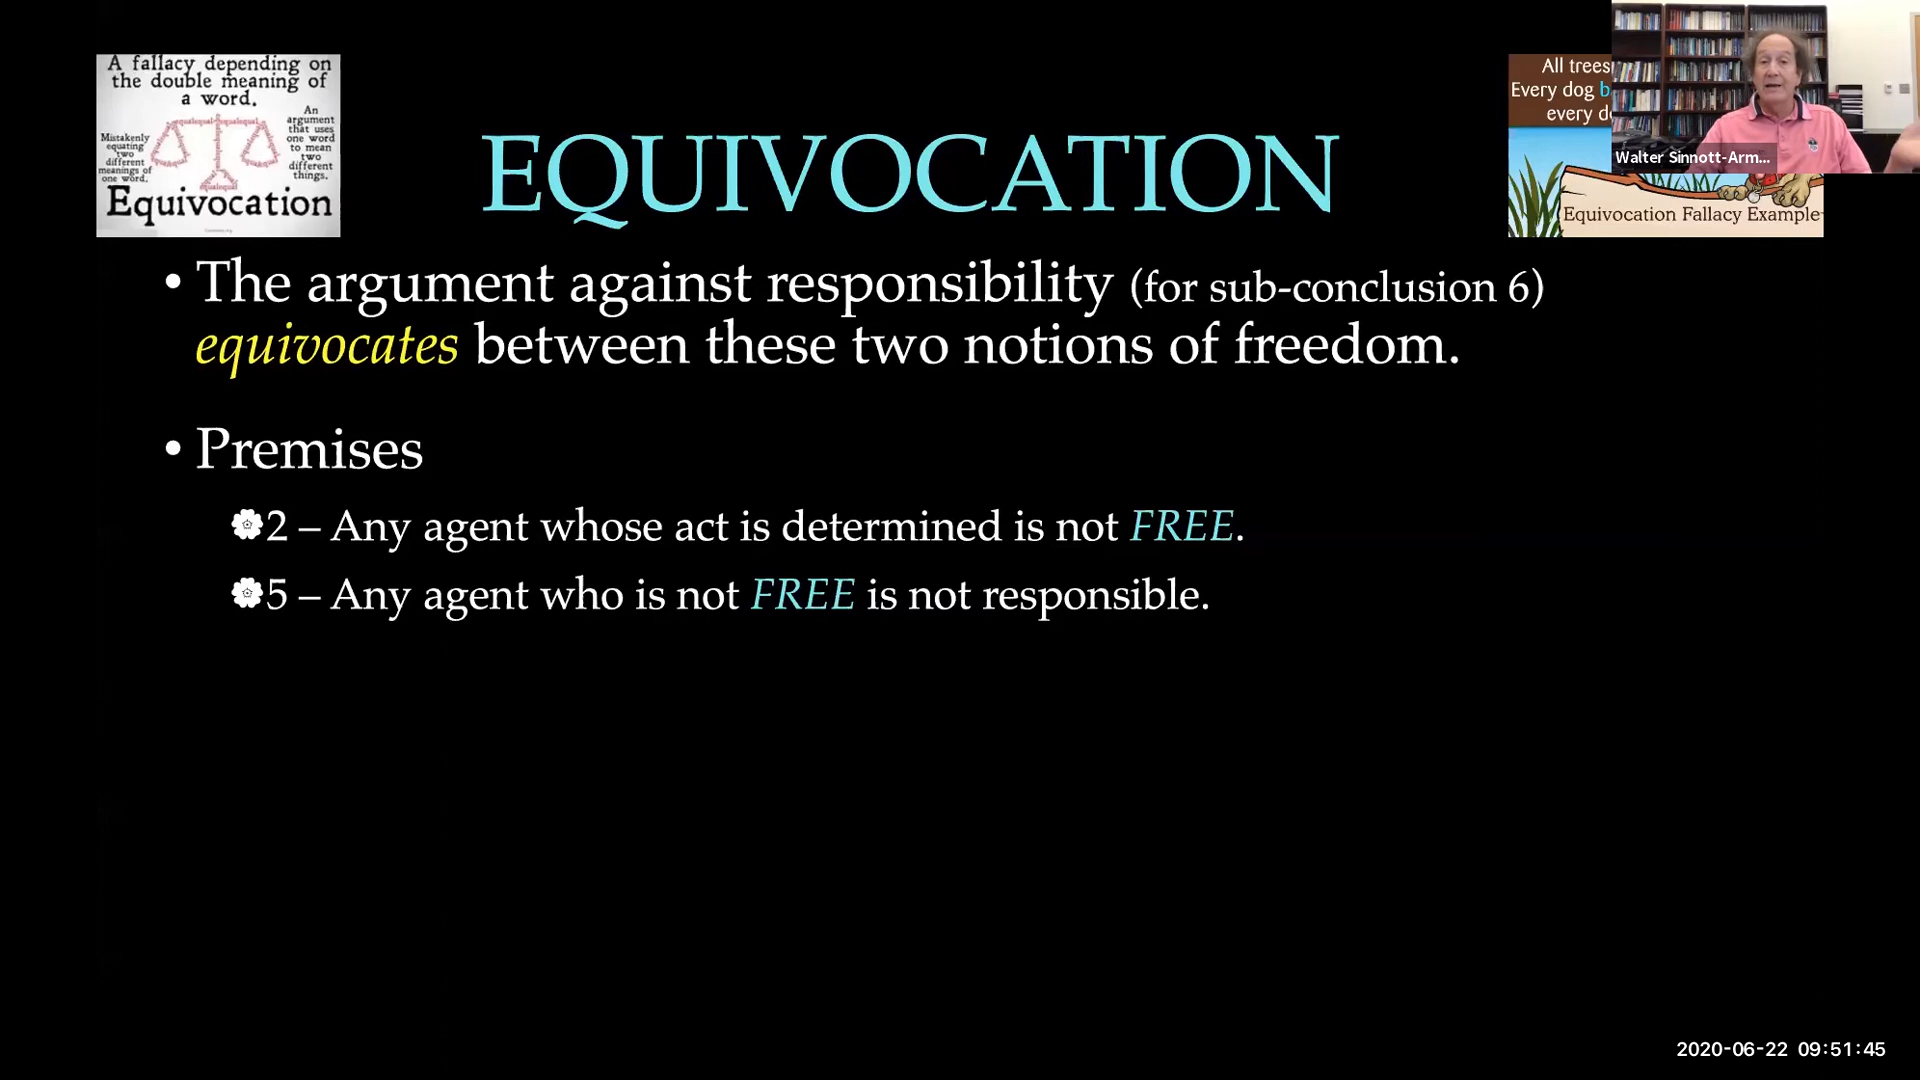 A fallacy depending on
the double meaning of
a word.
Mistakenly
equating
two
different
meanings of
one word.
An
argument
that uses
one word
to mean
two
different
things.
Equivocation
EQUIVOCATION
All trees
Every dog b
every d
Walter Sinnott-Arm...
Equivocation Fallacy Example
• The argument against responsibility (for sub-conclusion 6)
equivocates between these two notions of freedom.
• Premises
2 – Any agent whose act is determined is not FREE.
5 – Any agent who is not FREE is not responsible.
2020-06-22 09:51:45